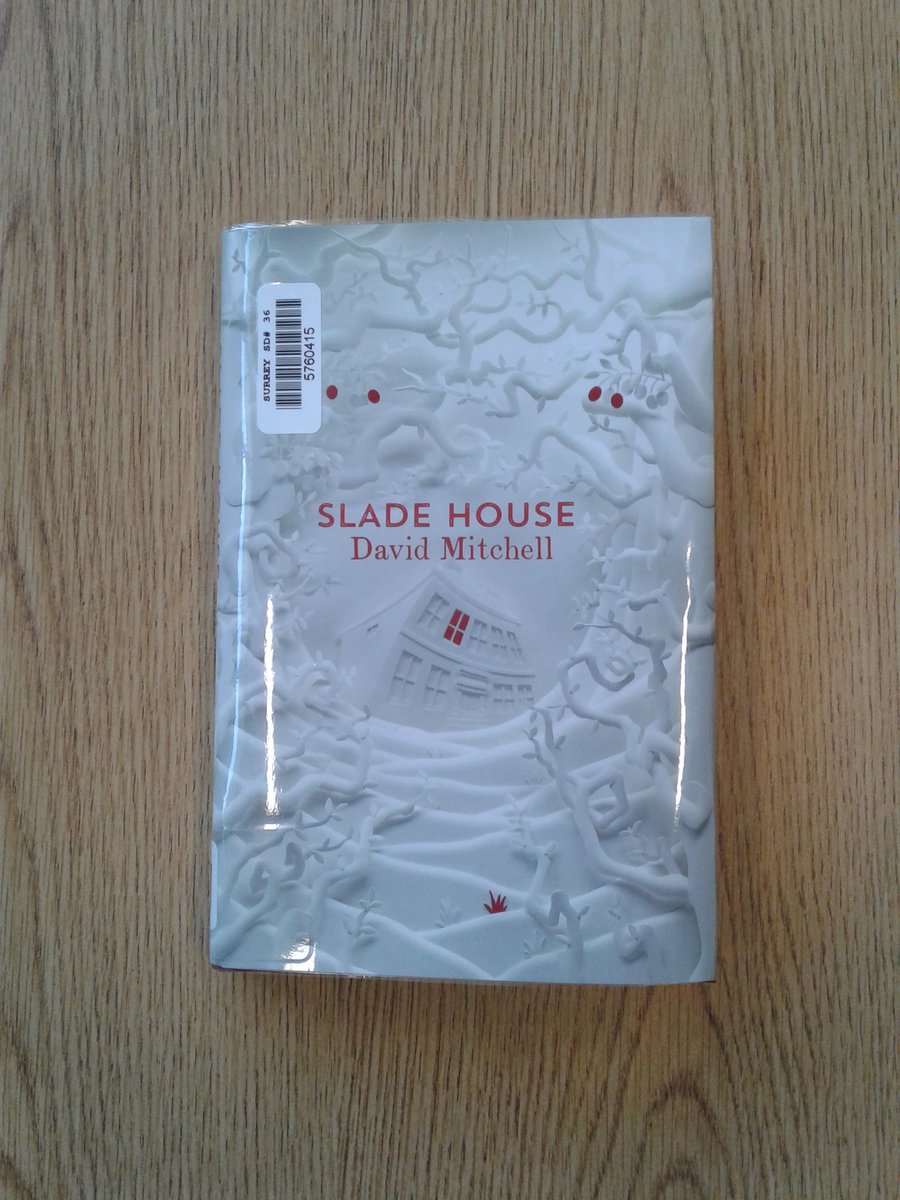 SURREY SD# 36
5760415
SLADE HOUSE
David Mitchell